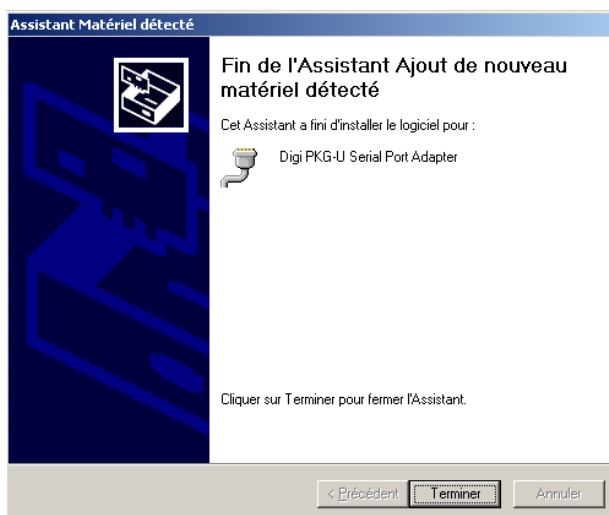 Assistant Matériel détecté
Fin de l'Assistant Ajout de nouveau
matériel détecté
Cet Assistant a fini d'installer le logiciel pour :
Digi PKG-U Serial Port Adapter
Cliquer sur Terminer pour fermer l'Assistant.
< Précédent
Terminer
Annuler